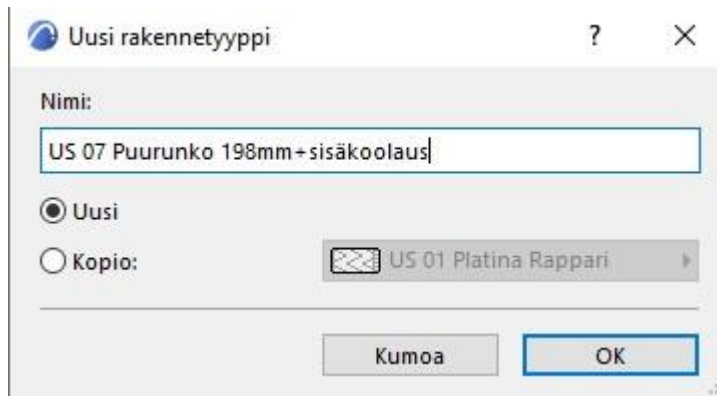 Uusi rakennetyyppi ?
Nimi:
US 07 Puurunko 198mm+sisäkoolaus
Uusi
Kopio: US 01 Platina Rappari
Kumoa OK